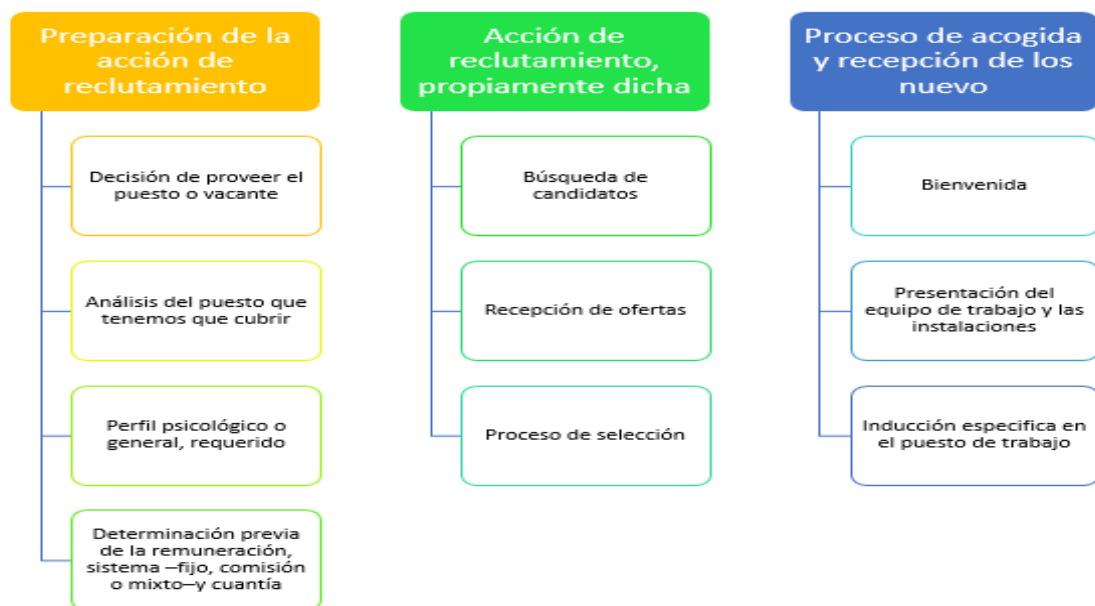 Preparación de la
acción de
reclutamiento
Decisión de proveer el
puesto o vacante
Análisis del puesto que
tenemos que cubrir
Perfil psicológico o
general, requerido
Determinación previa
de la remuneración,
sistema –fijo, comisión
o mixto–y cuantía
Acción de
reclutamiento,
propiamente dicha
Búsqueda de
candidatos
Recepción de ofertas
Proceso de selección
Proceso de acogida
y recepción de los
nuevo
Bienvenida
Presentación del
equipo de trabajo y las
instalaciones
Inducción especifica en
el puesto de trabajo